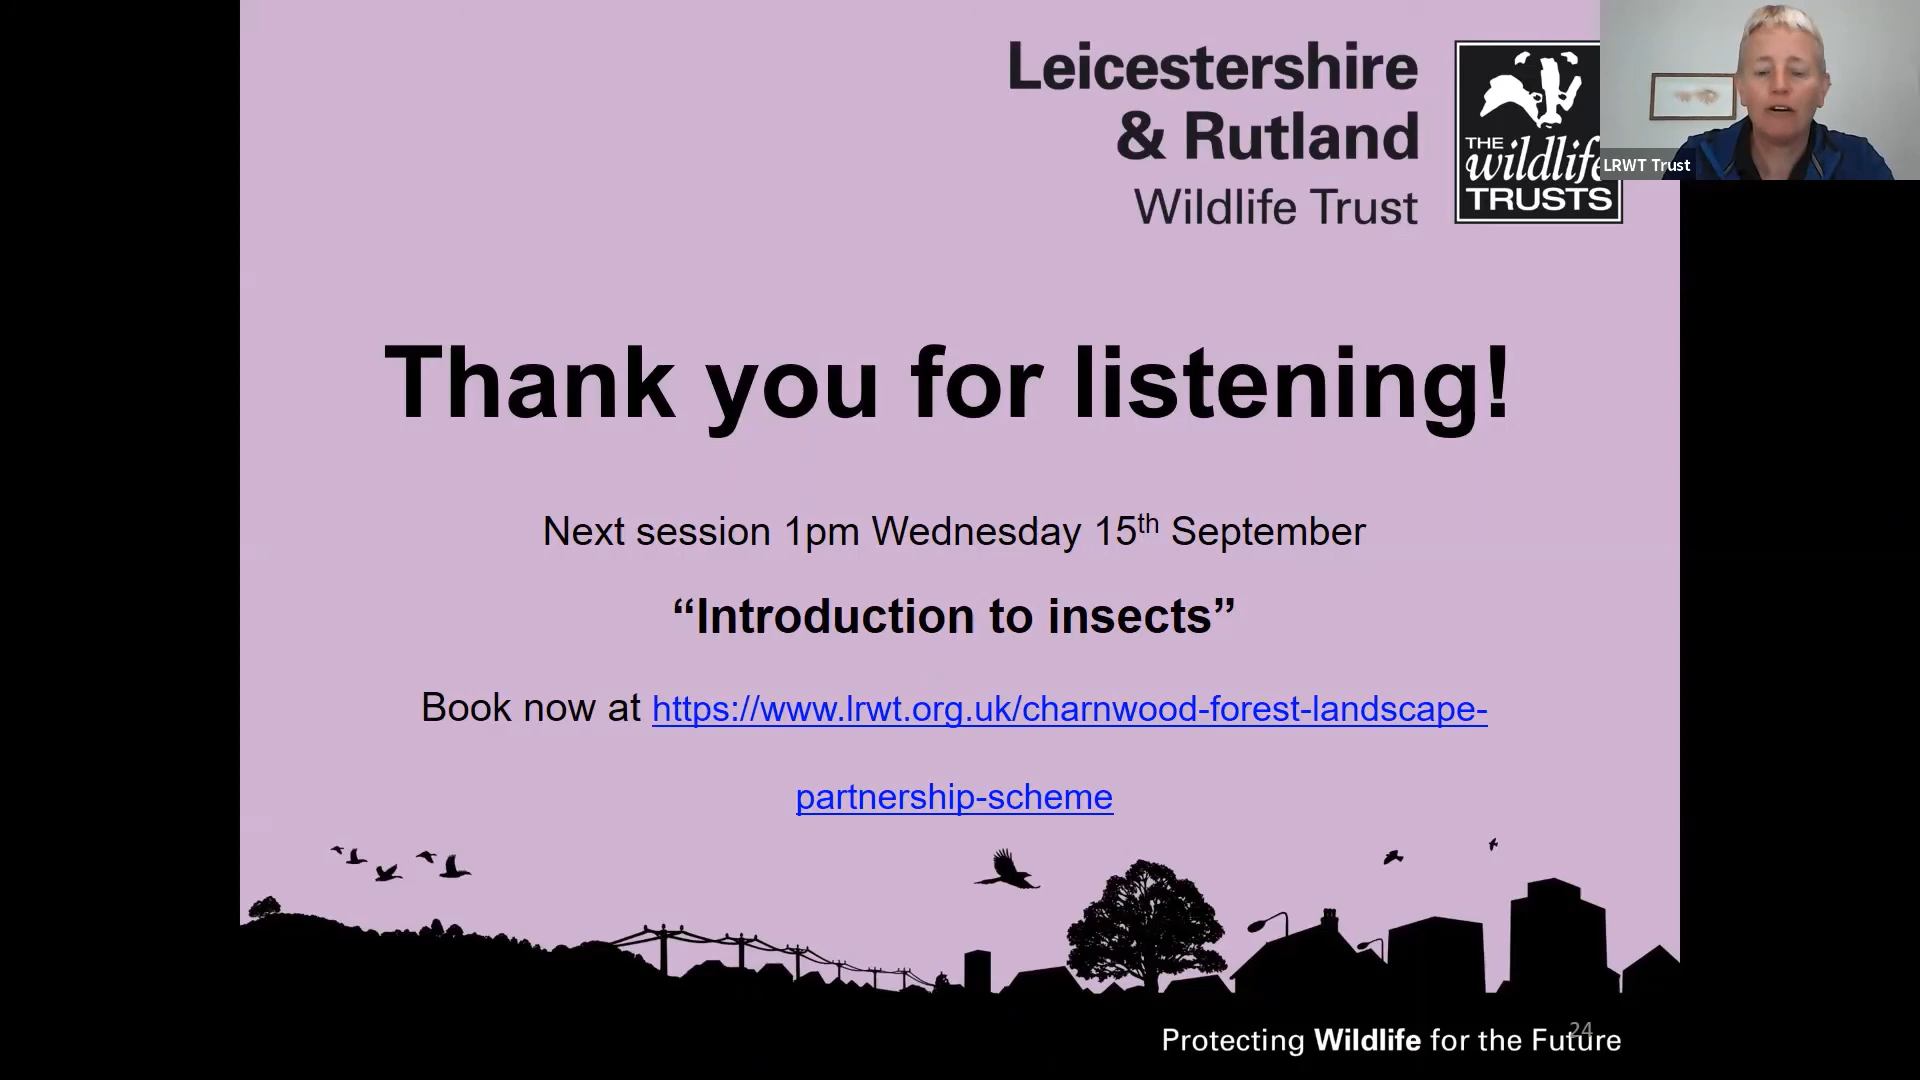 Leicestershire
& Rutland
Wildlife Trust
THE
wildlife
TRUSTS
LRWT Trust
Thank you for listening!
Next session 1pm Wednesday 15th September
“Introduction to insects”
Book now at https://www.lrwt.org.uk/charnwood-forest-landscape-
partnership-scheme
24
Protecting Wildlife for the Future